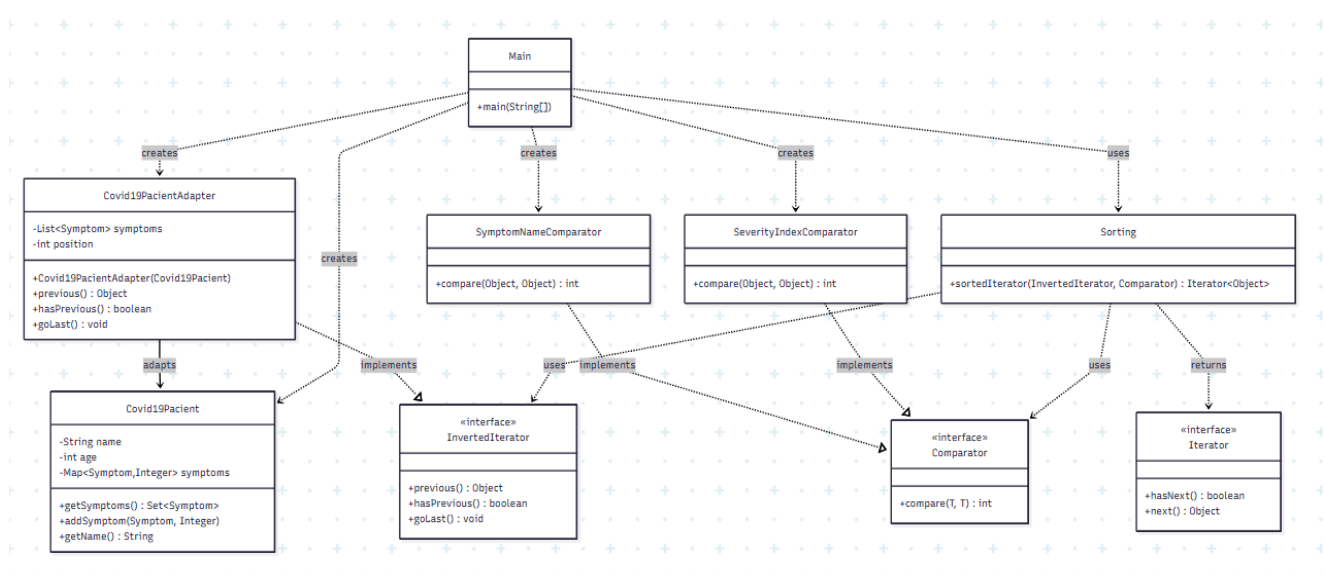 Main
+main(String[])
creates
creates
creates
creates
uses
Covid19PacientAdapter
-List<Symptom> symptoms
-int position
+Covid19PacientAdapter(Covid19Pacient)
+previous() : Object
+hasPrevious() : boolean
+goLast() : void
SymptomNameComparator
+compare(Object, Object) : int
SeverityIndexComparator
+compare(Object, Object) : int
Sorting
+sortedIterator(InvertedIterator, Comparator) : Iterator<Object>
adapts
implements
uses
implements
implements
uses
returns
Covid19Pacient
-String name
-int age
-Map<Symptom,Integer> symptoms
+getSymptoms() : Set<Symptom>
+addSymptom(Symptom, Integer)
+getName() : String
«interface»
InvertedIterator
+previous() : Object
+hasPrevious() : boolean
+goLast() : void
«interface»
Comparator
+compare(T, T) : int
«interface»
Iterator
+hasNext() : boolean
+next() : Object